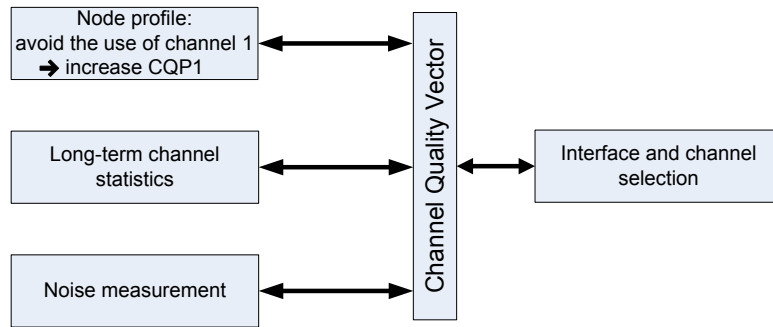 Node profile:
avoid the use of channel 1
➔ increase CQP1
Long-term channel
statistics
Noise measurement
Channel Quality Vector
Interface and channel
selection